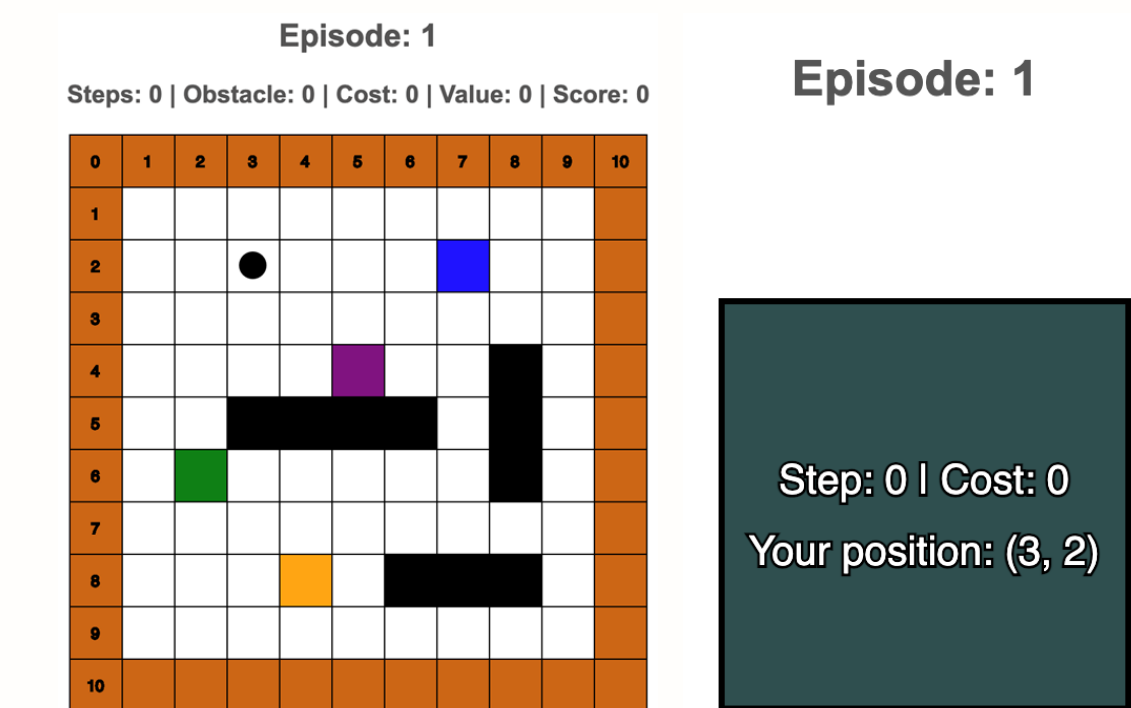 Episode: 1
Steps: 0 | Obstacle: 0 | Cost: 0 | Value: 0 | Score: 0
0 1 2 3 4 5 6 7 8 9 10
1
2
3
4
5
6
7
8
9
10
Episode: 1
Step: 0 | Cost: 0
Your position: (3, 2)